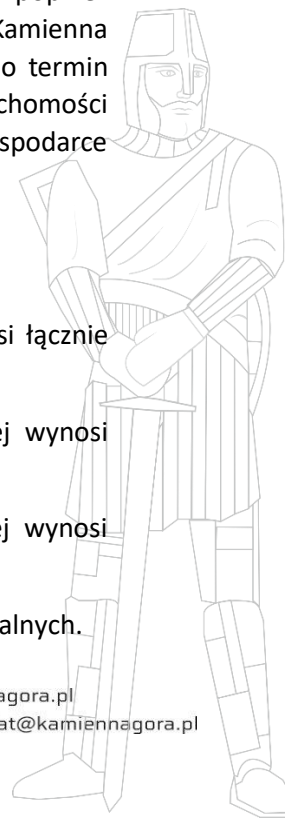 Kamienna
o termin
chomości
spodarce
si łącznie
ej wynosi
ej wynosi
alnych.
agora.pl
at@kamiennagora.pl